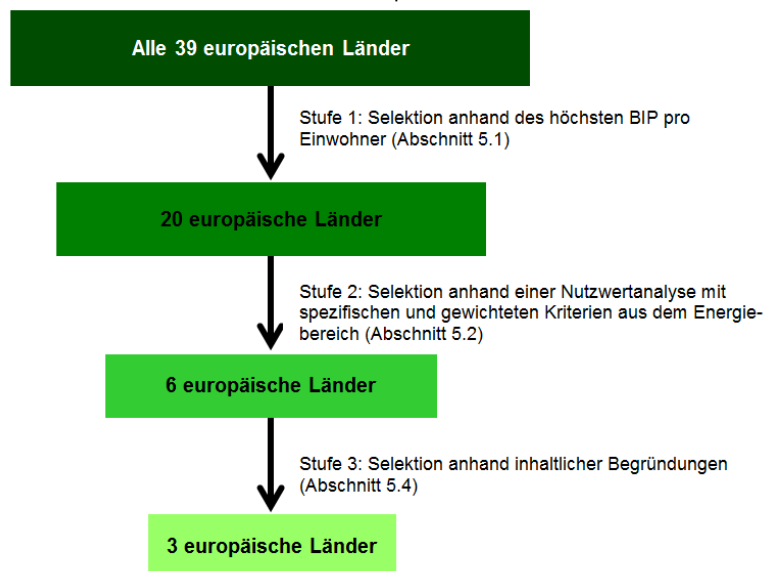 Alle 39 europäischen Länder
Stufe 1: Selektion anhand des höchsten BIP pro
Einwohner (Abschnitt 5.1)
20 europäische Länder
Stufe 2: Selektion anhand einer Nutzwertanalyse mit
spezifischen und gewichteten Kriterien aus dem Energie-
bereich (Abschnitt 5.2)
6 europäische Länder
Stufe 3: Selektion anhand inhaltlicher Begründungen
(Abschnitt 5.4)
3 europäische Länder